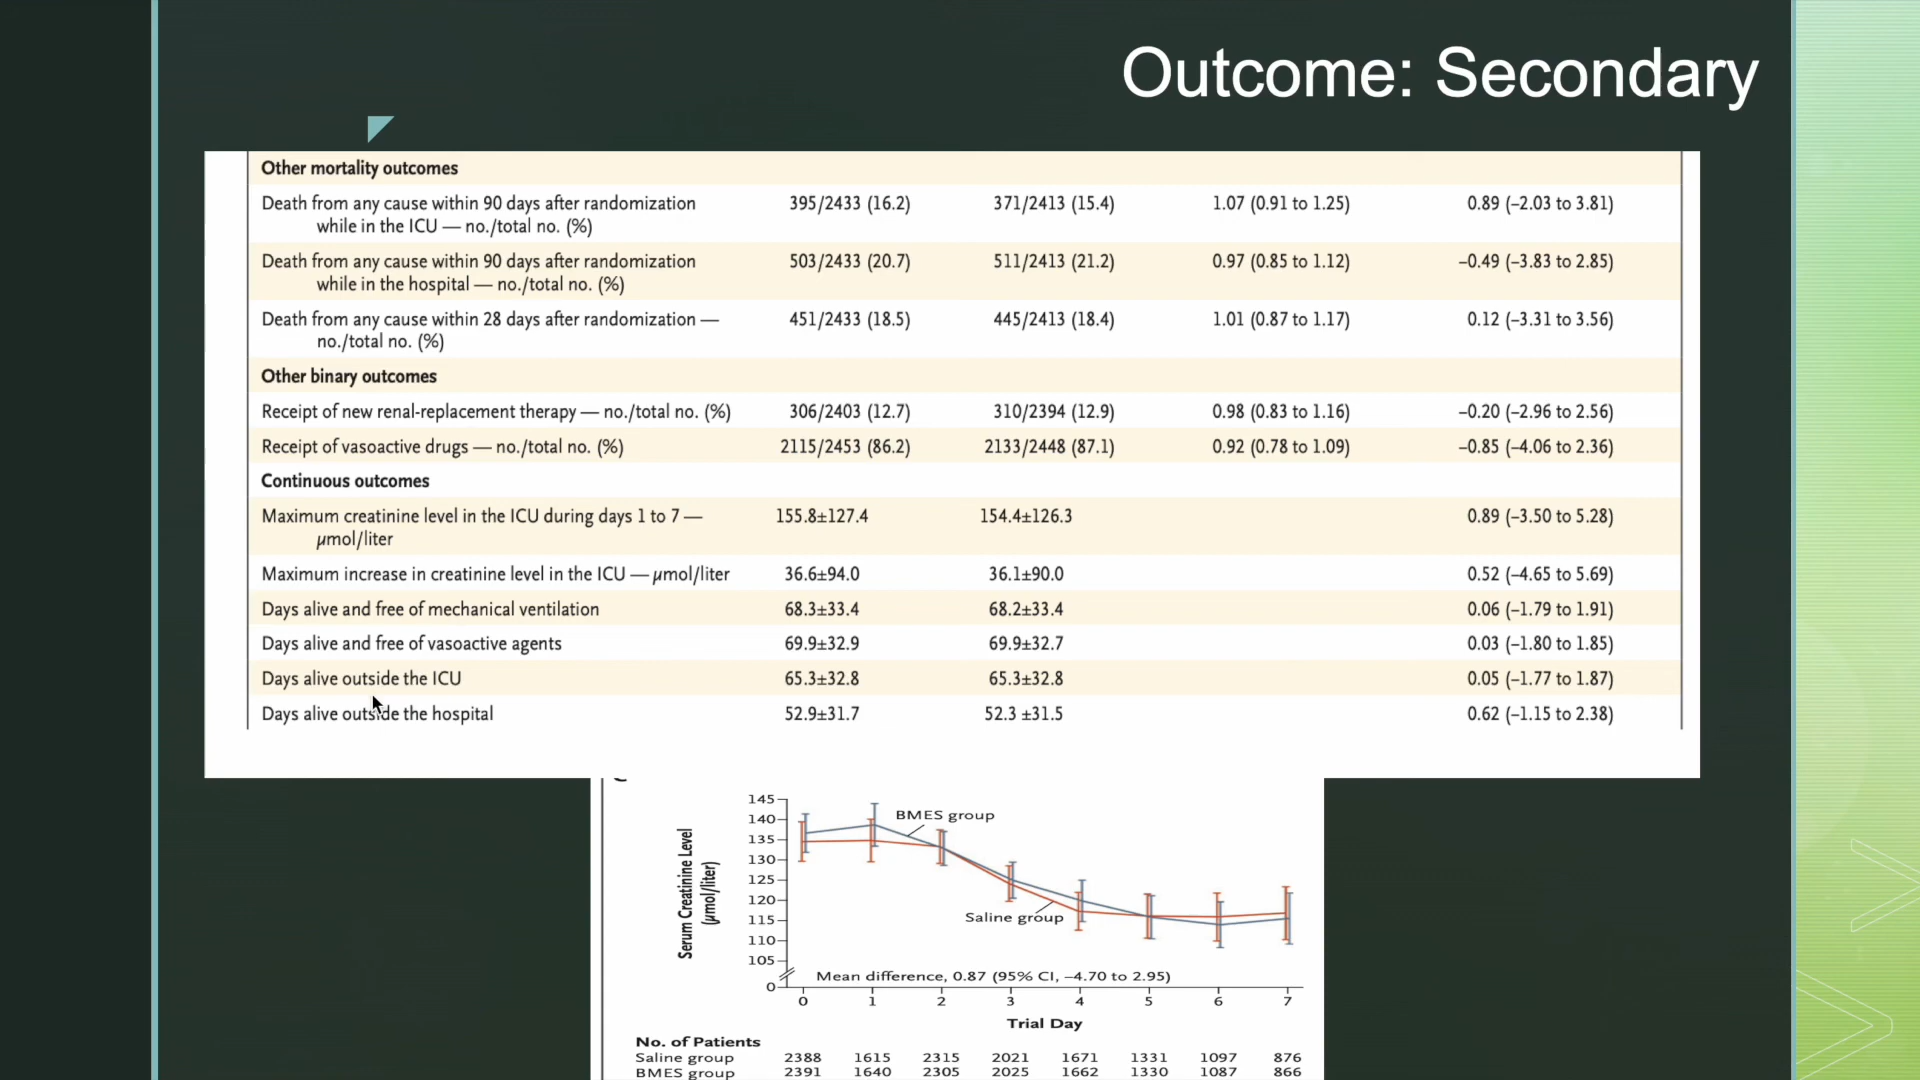 Outcome: Secondary
Other mortality outcomes
Death from any cause within 90 days after randomization 395/2433 (16.2) 371/2413 (15.4) 1.07 (0.91 to 1.25) 0.89 (–2.03 to 3.81)
while in the ICU — no./total no. (%)
Death from any cause within 90 days after randomization 503/2433 (20.7) 511/2413 (21.2) 0.97 (0.85 to 1.12) –0.49 (–3.83 to 2.85)
while in the hospital — no./total no. (%)
Death from any cause within 28 days after randomization — 451/2433 (18.5) 445/2413 (18.4) 1.01 (0.87 to 1.17) 0.12 (–3.31 to 3.56)
no./total no. (%)
Other binary outcomes
Receipt of new renal-replacement therapy — no./total no. (%) 306/2403 (12.7) 310/2394 (12.9) 0.98 (0.83 to 1.16) –0.20 (–2.96 to 2.56)
Receipt of vasoactive drugs — no./total no. (%) 2115/2453 (86.2) 2133/2448 (87.1) 0.92 (0.78 to 1.09) –0.85 (–4.06 to 2.36)
Continuous outcomes
Maximum creatinine level in the ICU during days 1 to 7 — 155.8±127.4 154.4±126.3 0.89 (–3.50 to 5.28)
μmol/liter
Maximum increase in creatinine level in the ICU — μmol/liter 36.6±94.0 36.1±90.0 0.52 (–4.65 to 5.69)
Days alive and free of mechanical ventilation 68.3±33.4 68.2±33.4 0.06 (–1.79 to 1.91)
Days alive and free of vasoactive agents 69.9±32.9 69.9±32.7 0.03 (–1.80 to 1.85)
Days alive outside the ICU 65.3±32.8 65.3±32.8 0.05 (–1.77 to 1.87)
Days alive outside the hospital 52.9±31.7 52.3 ±31.5 0.62 (–1.15 to 2.38)
Serum Creatinine Level
(μmol/liter)
145
140
135
130
125
120
115
110
105
0
BMES group
Saline group
Mean difference, 0.87 (95% CI, –4.70 to 2.95)
0 1 2 3 4 5 6 7
Trial Day
No. of Patients
Saline group 2388 1615 2315 2021 1671 1331 1097 876
BMES group 2391 1640 2305 2025 1662 1330 1087 866